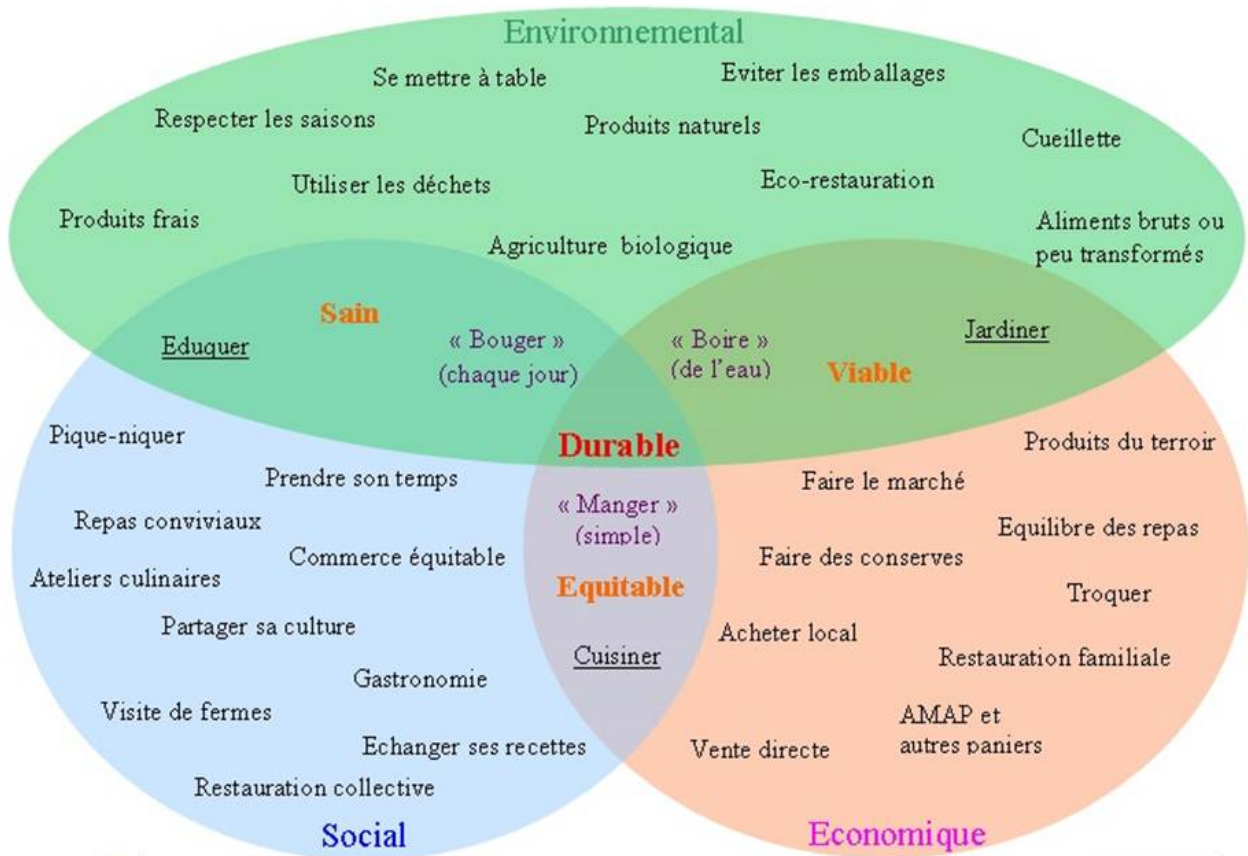 Environnemental
Se mettre à table
Eviter les emballages
Respecter les saisons
Produits naturels
Cueillette
Utiliser les déchets
Eco-restauration
Produits frais
Agriculture biologique
Aliments bruts ou
peu transformés
Sain
Eduquer
« Bouger »
(chaque jour)
« Boire »
(de l'eau)
Jardiner
Viable
Durable
Pique-niquer
Prendre son temps
Repas conviviaux
Commerce équitable
Ateliers culinaires
Partager sa culture
Gastronomie
Visite de fermes
Echanger ses recettes
Restauration collective
Social
« Manger »
(simple)
Equitable
Cuisiner
Produits du terroir
Faire le marché
Equilibre des repas
Faire des conserves
Troquer
Acheter local
Restauration familiale
AMAP et
autres paniers
Vente directe
Economique